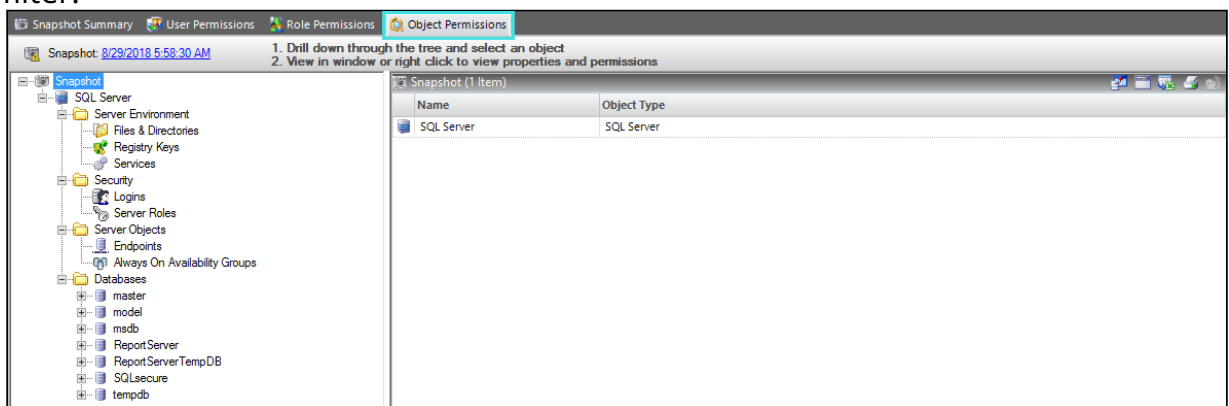 Snapshot Summary User Permissions Role Permissions Object Permissions
Snapshot: 8/29/2018 5:58:30 AM
1. Drill down through the tree and select an object
2. View in window or right click to view properties and permissions
Snapshot
SQL Server
Server Environment
Files & Directories
Registry Keys
Services
Security
Logins
Server Roles
Server Objects
Endpoints
Always On Availability Groups
Databases
master
model
msdb
ReportServer
ReportServerTempDB
SQLsecure
tempdb
Snapshot (1 Item)
Name Object Type
SQL Server SQL Server